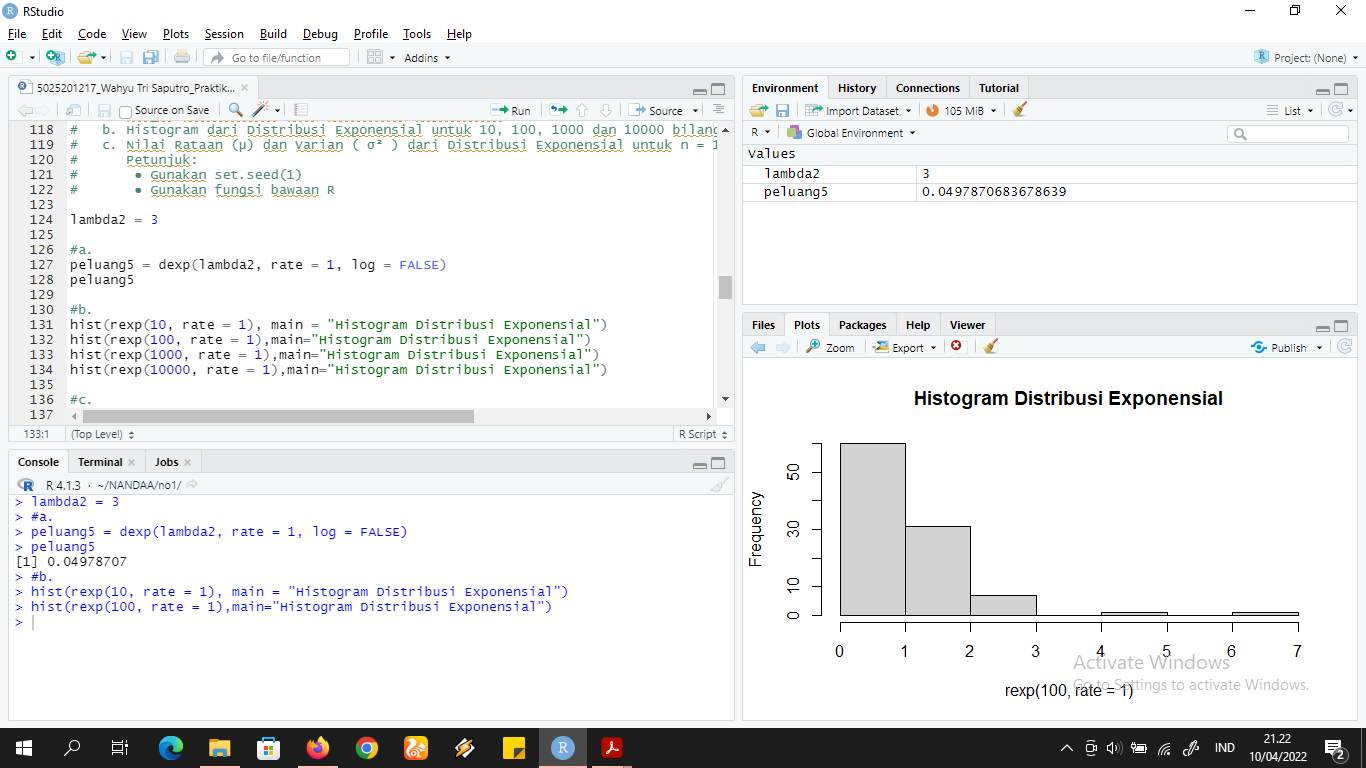 RStudio
File Edit Code View Plots Session Build Debug Profile Tools Help
Go to file/function Addins Project: (None)
5025201217_Wahyu Tri Saputro_Praktik...
Source on Save Run Source
118 # b. Histogram dari Distribusi Exponensial untuk 10, 100, 1000 dan 10000 bilang
119 # c. Nilai Rataan (μ) dan Varian ( σ² ) dari Distribusi Exponensial untuk n = 1
120 # Petunjuk:
121 # • Gunakan set.seed(1)
122 # • Gunakan fungsi bawaan R
123
124 lambda2 = 3
125
126 #a.
127 peluang5 = dexp(lambda2, rate = 1, log = FALSE)
128 peluang5
129
130 #b.
131 hist(rexp(10, rate = 1), main = "Histogram Distribusi Exponensial")
132 hist(rexp(100, rate = 1),main="Histogram Distribusi Exponensial")
133 hist(rexp(1000, rate = 1),main="Histogram Distribusi Exponensial")
134 hist(rexp(10000, rate = 1),main="Histogram Distribusi Exponensial")
135
136 #c.
137
133:1 (Top Level) R Script
Console Terminal Jobs
R 4.1.3 · ~/NANDAA/no1/
> lambda2 = 3
> #a.
> peluang5 = dexp(lambda2, rate = 1, log = FALSE)
> peluang5
[1] 0.04978707
> #b.
> hist(rexp(10, rate = 1), main = "Histogram Distribusi Exponensial")
> hist(rexp(100, rate = 1),main="Histogram Distribusi Exponensial")
>
Environment History Connections Tutorial
Import Dataset 105 MiB List
R Global Environment
Values
lambda2 3
peluang5 0.0497870683678639
Files Plots Packages Help Viewer
Zoom Export Publish
Histogram Distribusi Exponensial
Frequency
50
30
10
0
0 1 2 3 4 5 6 7
rexp(100, rate = 1)
Activate Windows
Go to Settings to activate Windows.
IND
21.22
10/04/2022
2